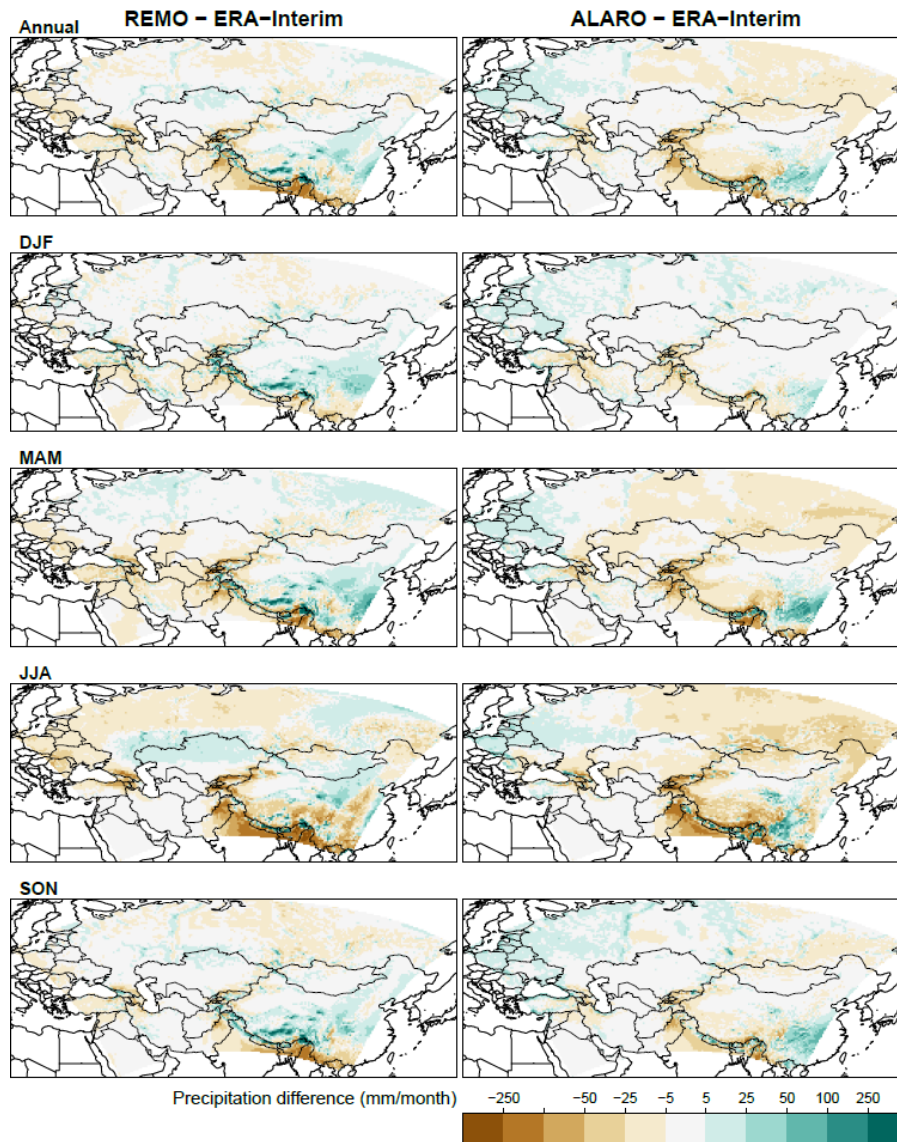 REMO − ERA−Interim
ALARO − ERA−Interim
Annual
DJF
MAM
JJA
SON
Precipitation difference (mm/month)
−250 −50 −25 −5 5 25 50 100 250